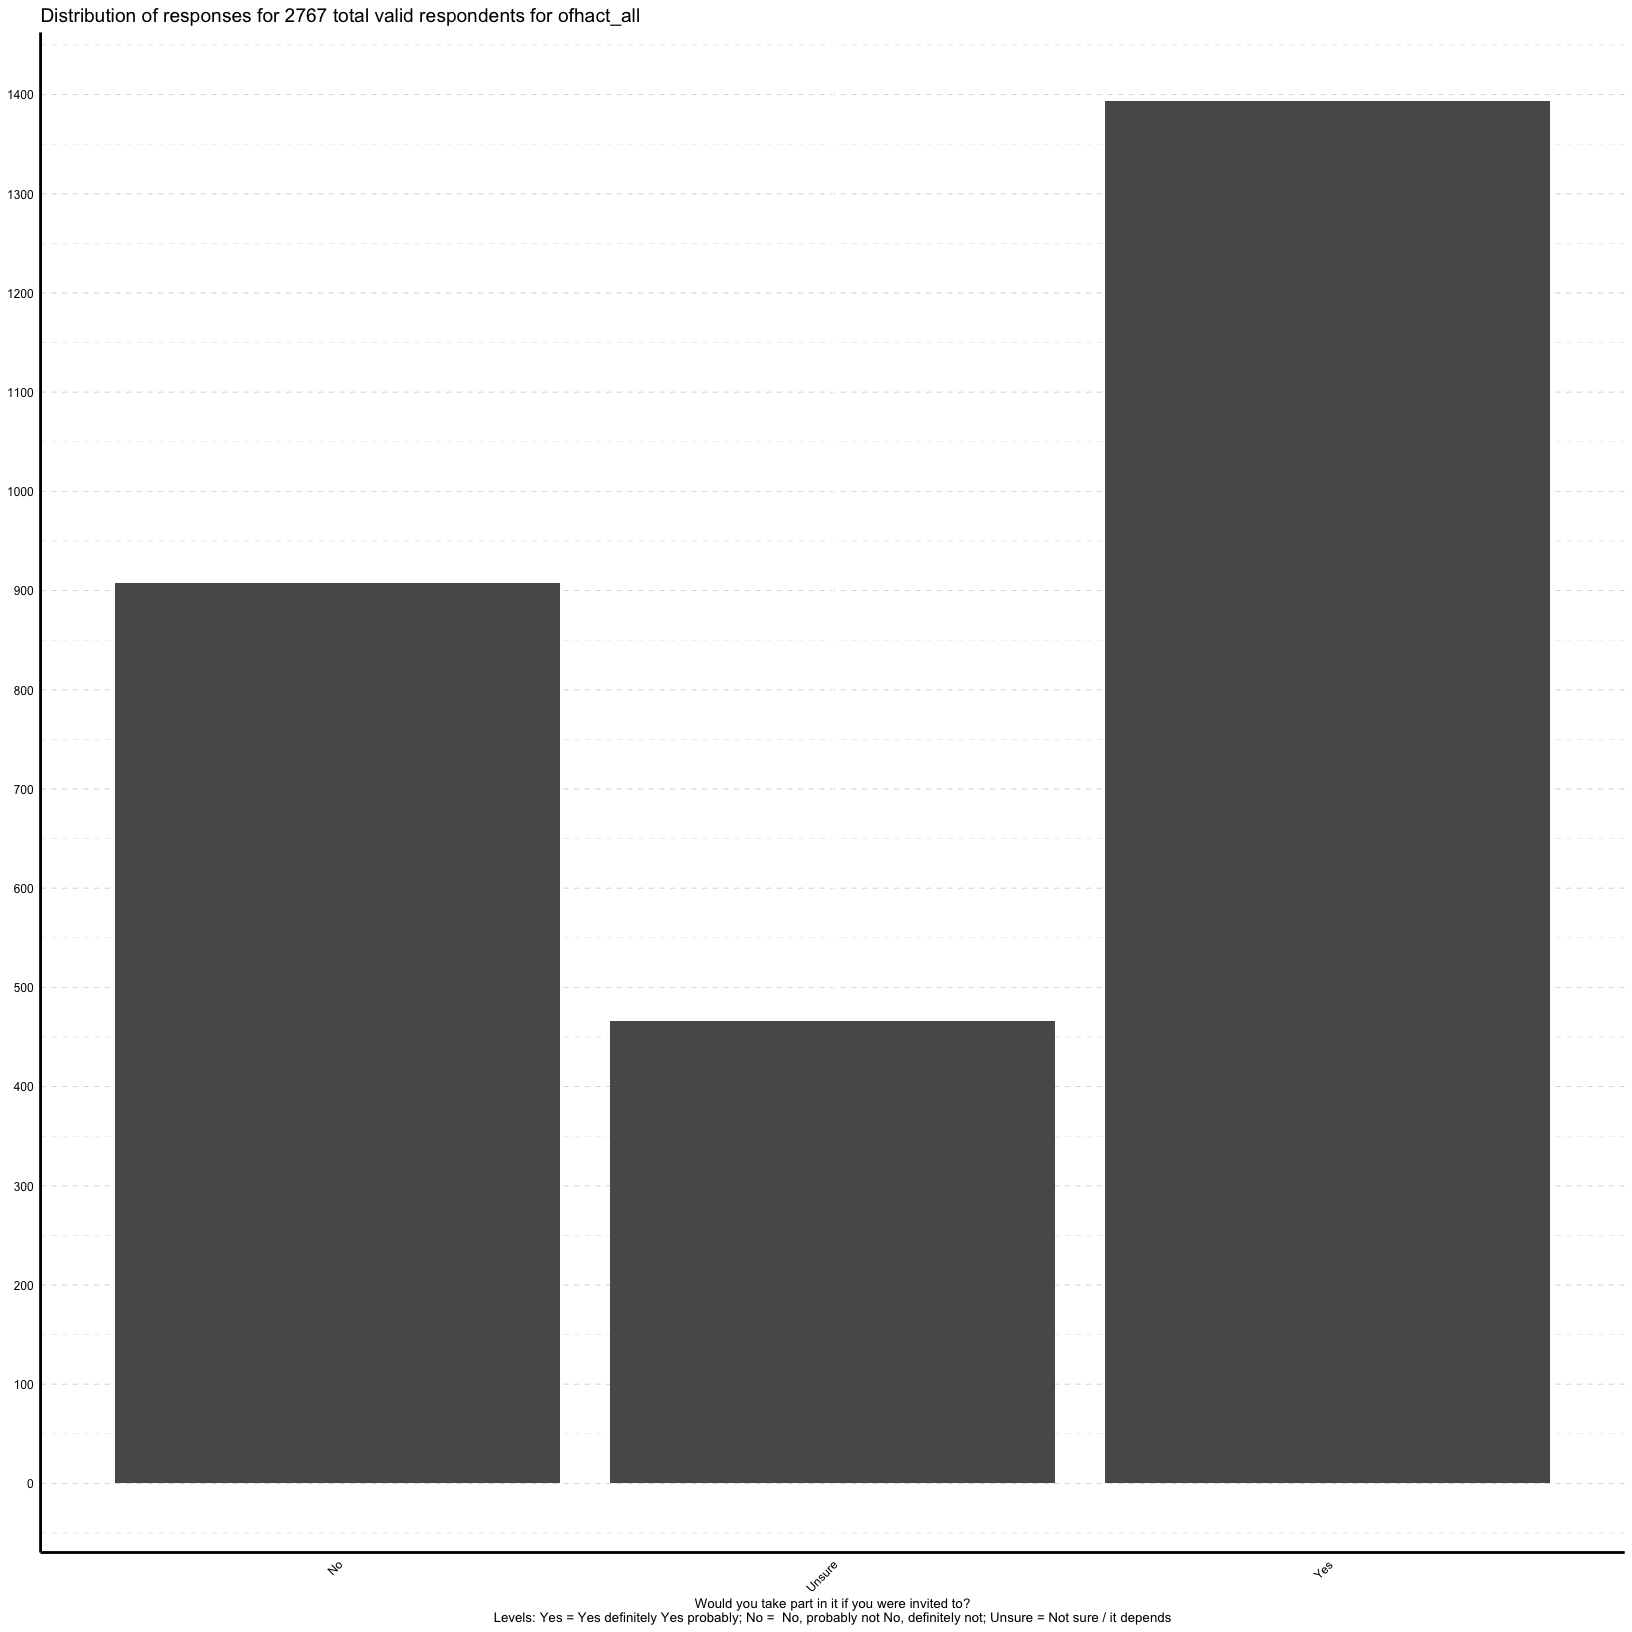 Distribution of responses for 2767 total valid respondents for ofhact_all
1400
1300
1200
1100
1000
900
800
700
600
500
400
300
200
100
0
No
Unsure
Yes
Would you take part in it if you were invited to?
Levels: Yes = Yes definitely Yes probably; No =  No, probably not No, definitely not; Unsure = Not sure / it depends